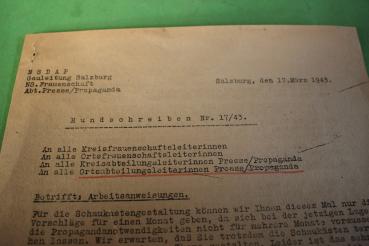 N S D A P
Gauleitung Salzburg
NS. Frauenschaft
Abt. Presse/Propaganda
Salzburg, den 17. März 1943.
Rundschreiben Nr. 17/43.
An alle Kreisfrauenschaftsleiterinnen
An alle Ortsfrauenschaftsleiterinnen
An alle Kreisabteilungsleiterinnen Presse/Propaganda
An alle Ortsabteilungsleiterinnen Presse/Propaganda
Betrifft: Arbeitsanweisungen.
Für die Schaukastengestaltung können wir Ihnen dieses Mal nur die
Vorschläge für einen Monat geben, da sich bei der jetzigen Lage
die Propagandanotwendigkeiten nicht für mehrere Monate
hen lassen. Wir erwarten, daß Sie trotzdem die Schaukästen